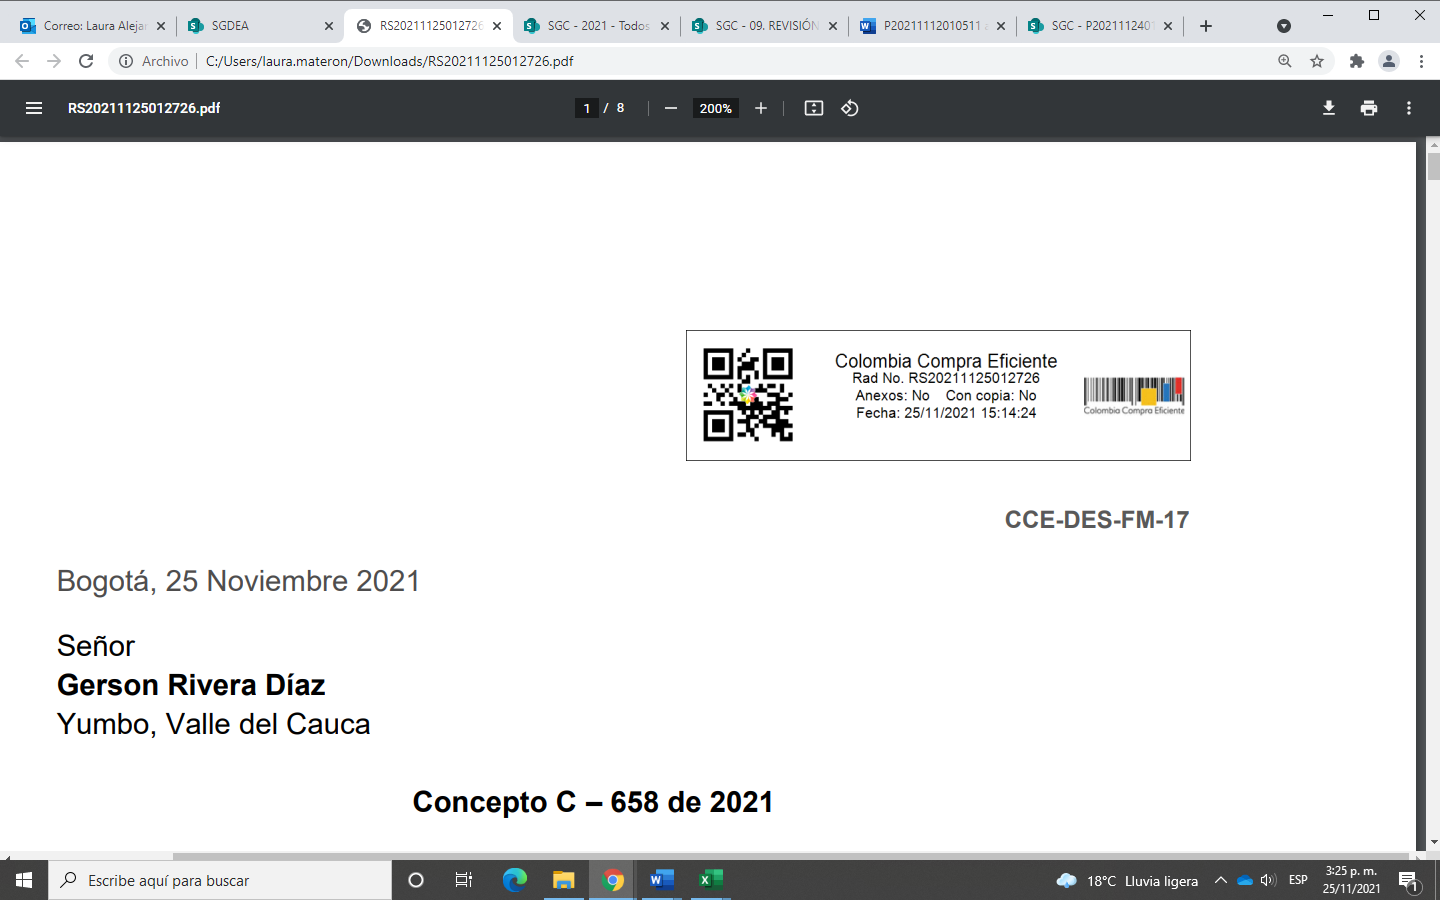 Correo: Laura Alejar
SGDEA
RS20211125012726
SGC - 2021 - Todos
SGC - 09. REVISIÓN
P20211112010511 a
SGC - P202111240
Archivo
C:/Users/laura.materon/Downloads/RS20211125012726.pdf
RS20211125012726.pdf
1 / 8
200%
Colombia Compra Eficiente
Rad No. RS20211125012726
Anexos: No Con copia: No
Fecha: 25/11/2021 15:14:24
Colombia Compra Eficiente
CCE-DES-FM-17
Bogotá, 25 Noviembre 2021
Señor
Gerson Rivera Díaz
Yumbo, Valle del Cauca
Concepto C – 658 de 2021
Escribe aquí para buscar
18°C Lluvia ligera
ESP
3:25 p. m.
25/11/2021
1